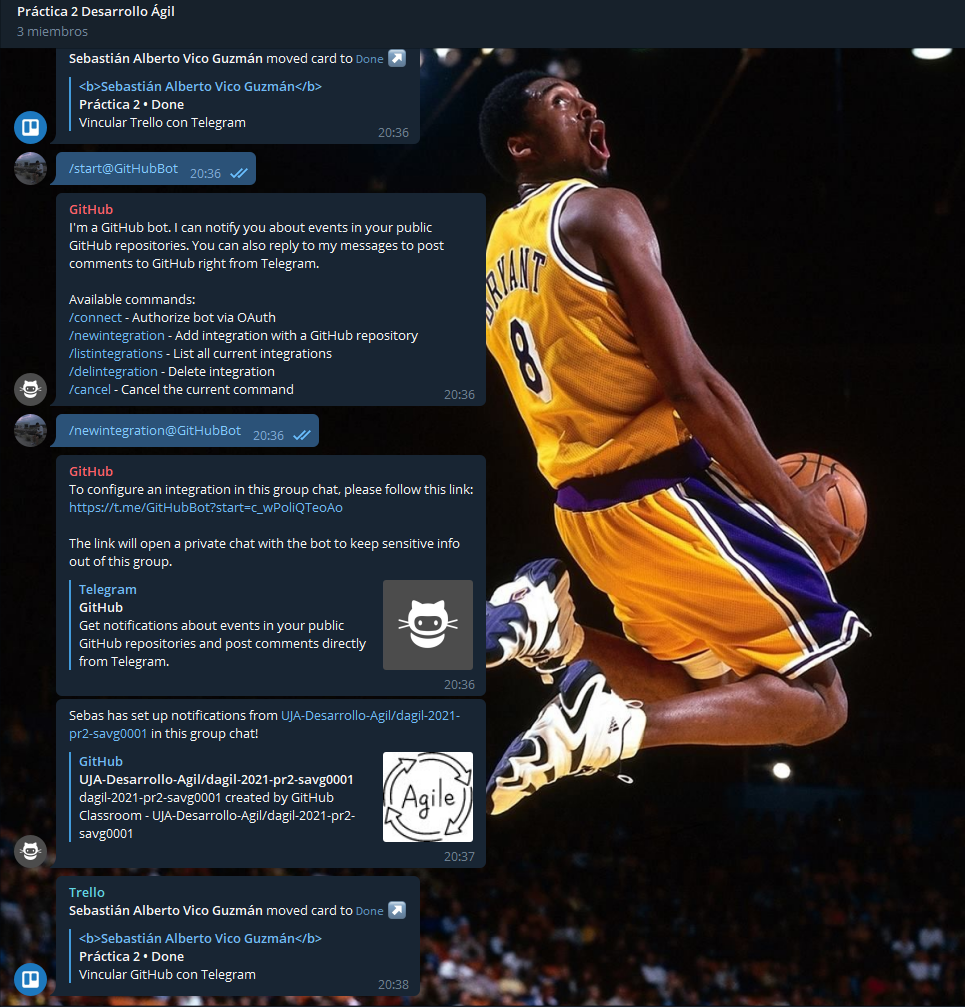 Práctica 2 Desarrollo Ágil
3 miembros
Sebastián Alberto Vico Guzmán moved card to Done
<b>Sebastián Alberto Vico Guzmán</b>
Práctica 2 • Done
Vincular Trello con Telegram
20:36
/start@GitHubBot 20:36
GitHub
I'm a GitHub bot. I can notify you about events in your public
GitHub repositories. You can also reply to my messages to post
comments to GitHub right from Telegram.
Available commands:
/connect - Authorize bot via OAuth
/newintegration - Add integration with a GitHub repository
/listintegrations - List all current integrations
/delintegration - Delete integration
/cancel - Cancel the current command
20:36
/newintegration@GitHubBot 20:36
GitHub
To configure an integration in this group chat, please follow this link:
https://t.me/GitHubBot?start=c_wPoliQTeoAo
The link will open a private chat with the bot to keep sensitive info
out of this group.
Telegram
GitHub
Get notifications about events in your public
GitHub repositories and post comments directly
from Telegram.
20:36
Sebas has set up notifications from UJA-Desarrollo-Agil/dagil-2021-
pr2-savg0001 in this group chat!
GitHub
UJA-Desarrollo-Agil/dagil-2021-pr2-savg0001
dagil-2021-pr2-savg0001 created by GitHub
Classroom - UJA-Desarrollo-Agil/dagil-2021-pr2-
savg0001
Agile
20:37
Trello
Sebastián Alberto Vico Guzmán moved card to Done
<b>Sebastián Alberto Vico Guzmán</b>
Práctica 2 • Done
Vincular GitHub con Telegram
20:38
RYANT
8